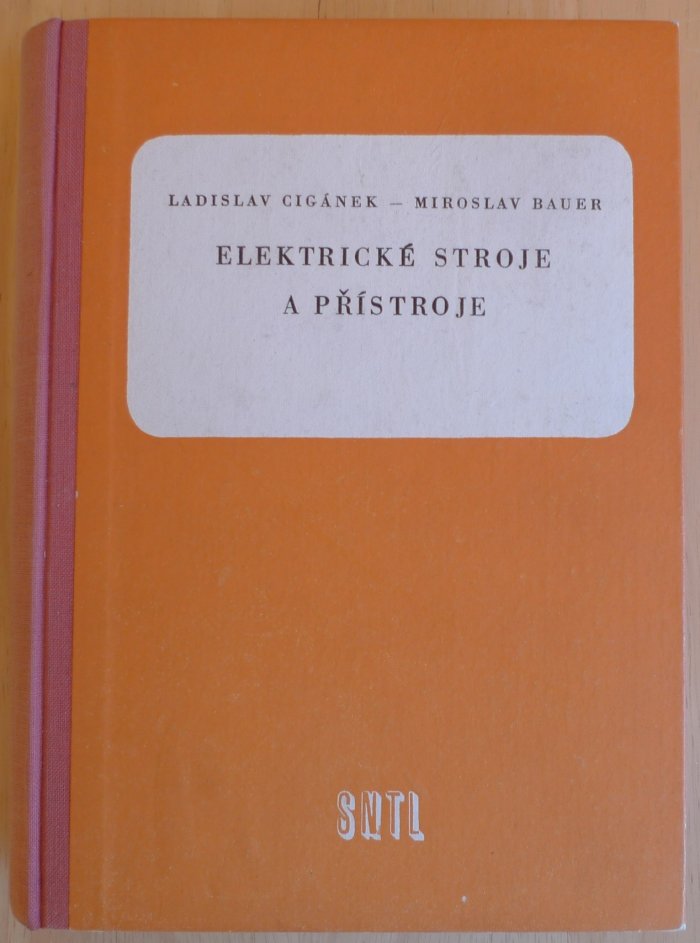 LADISLAV CIGÁNEK – MIROSLAV BAUER
ELEKTRICKÉ STROJE
A PŘÍSTROJE
SNTL